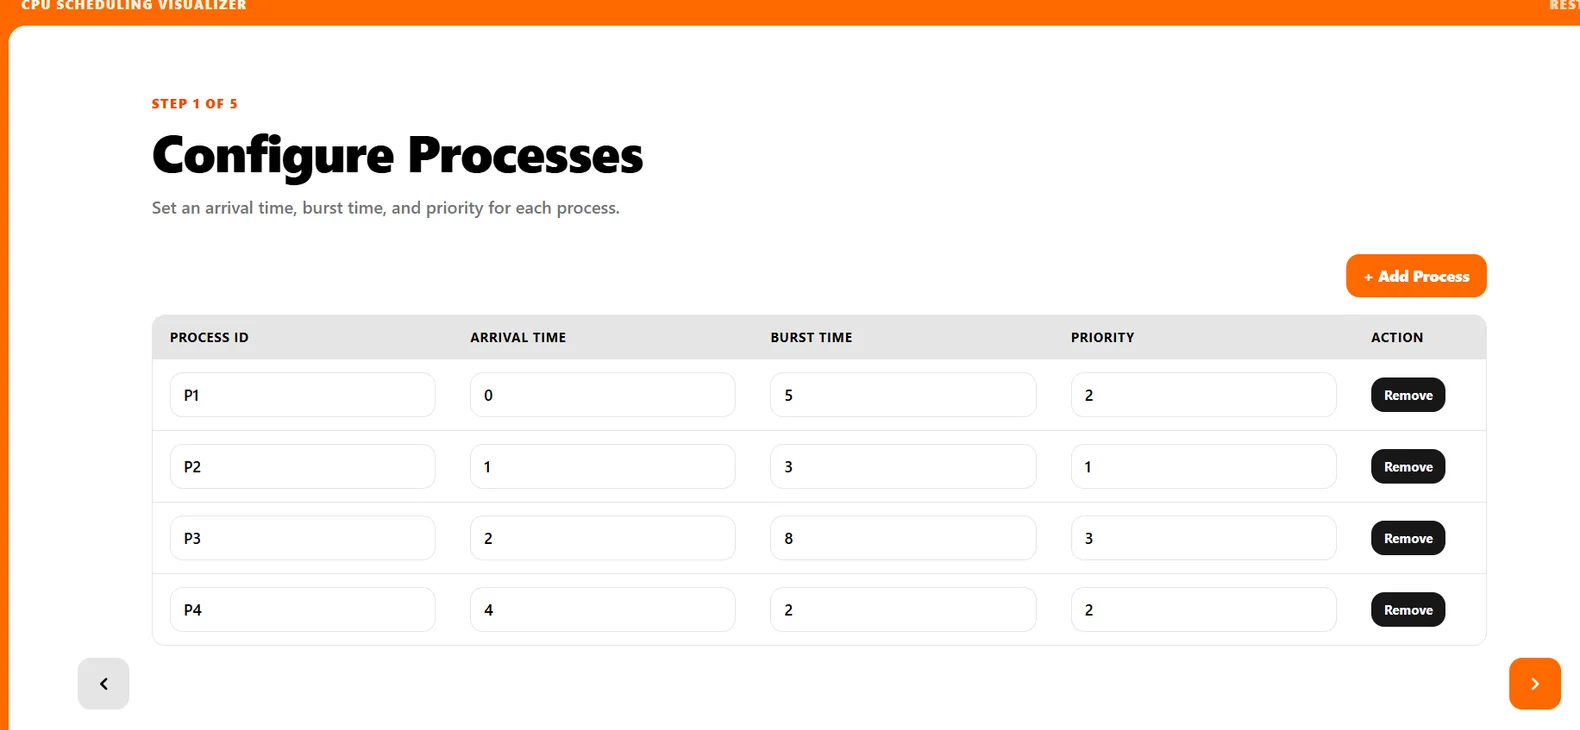 CPU SCHEDULING VISUALIZER
STEP 1 OF 5
Configure Processes
Set an arrival time, burst time, and priority for each process.
+ Add Process
PROCESS ID ARRIVAL TIME BURST TIME PRIORITY ACTION
P1 0 5 2 Remove
P2 1 3 1 Remove
P3 2 8 3 Remove
P4 4 2 2 Remove